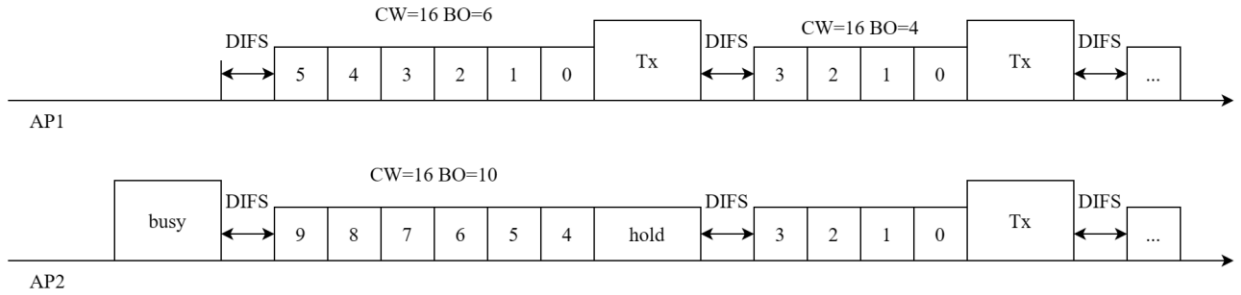 CW=16 BO=6
CW=16 BO=4
DIFS 5 4 3 2 1 0 Tx DIFS 3 2 1 0 Tx DIFS ...
AP1
CW=16 BO=10
busy DIFS 9 8 7 6 5 4 hold DIFS 3 2 1 0 Tx DIFS ...
AP2